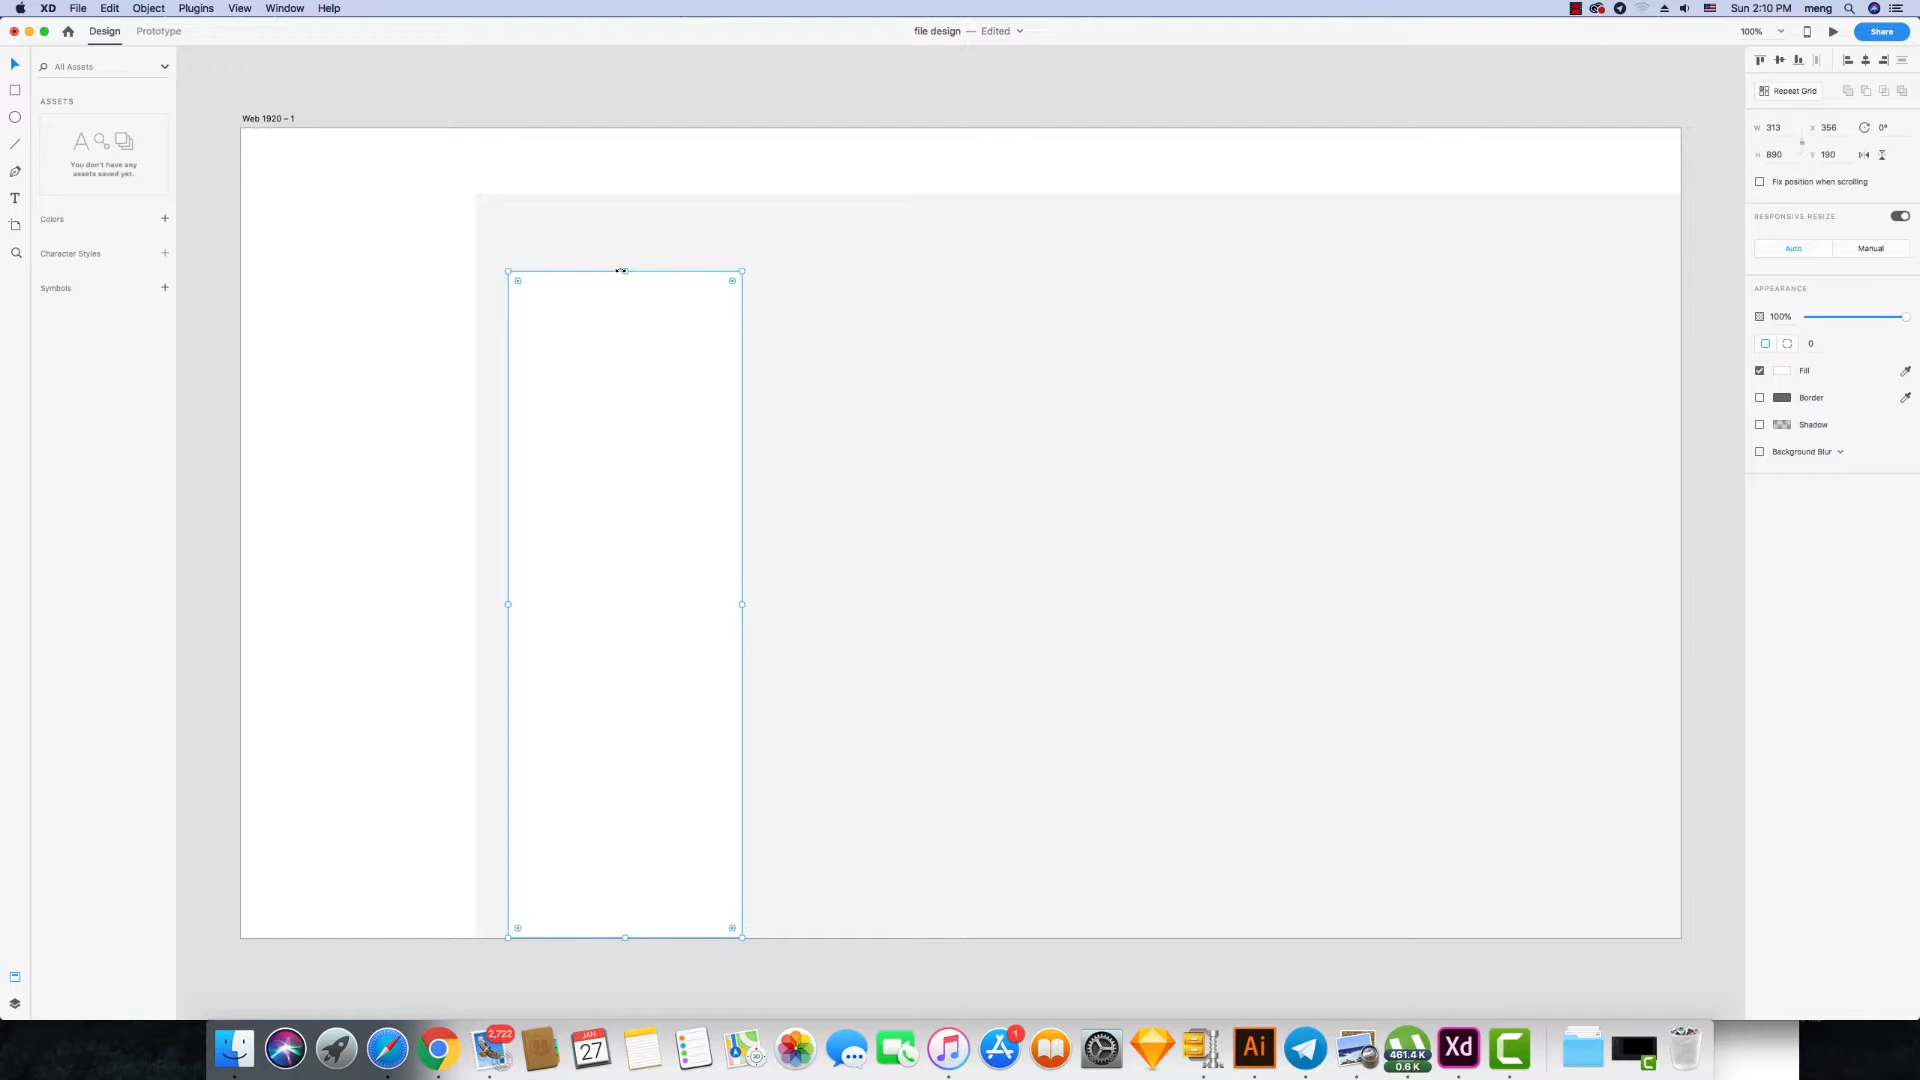 XD File Edit Object Plugins View Window Help
Sun 2:10 PM meng
Design Prototype
file design — Edited
100%
Share
All Assets
ASSETS
You don't have any
assets saved yet.
Colors +
Character Styles +
Symbols +
Web 1920 – 1
Repeat Grid
W 313 X 356 0°
H 890 Y 190
Fix position when scrolling
RESPONSIVE RESIZE
Auto Manual
APPEARANCE
100%
0
Fill
Border
Shadow
Background Blur
2,722
JAN
27
3D
1
Ai
461.4 K
0.6 K
Xd